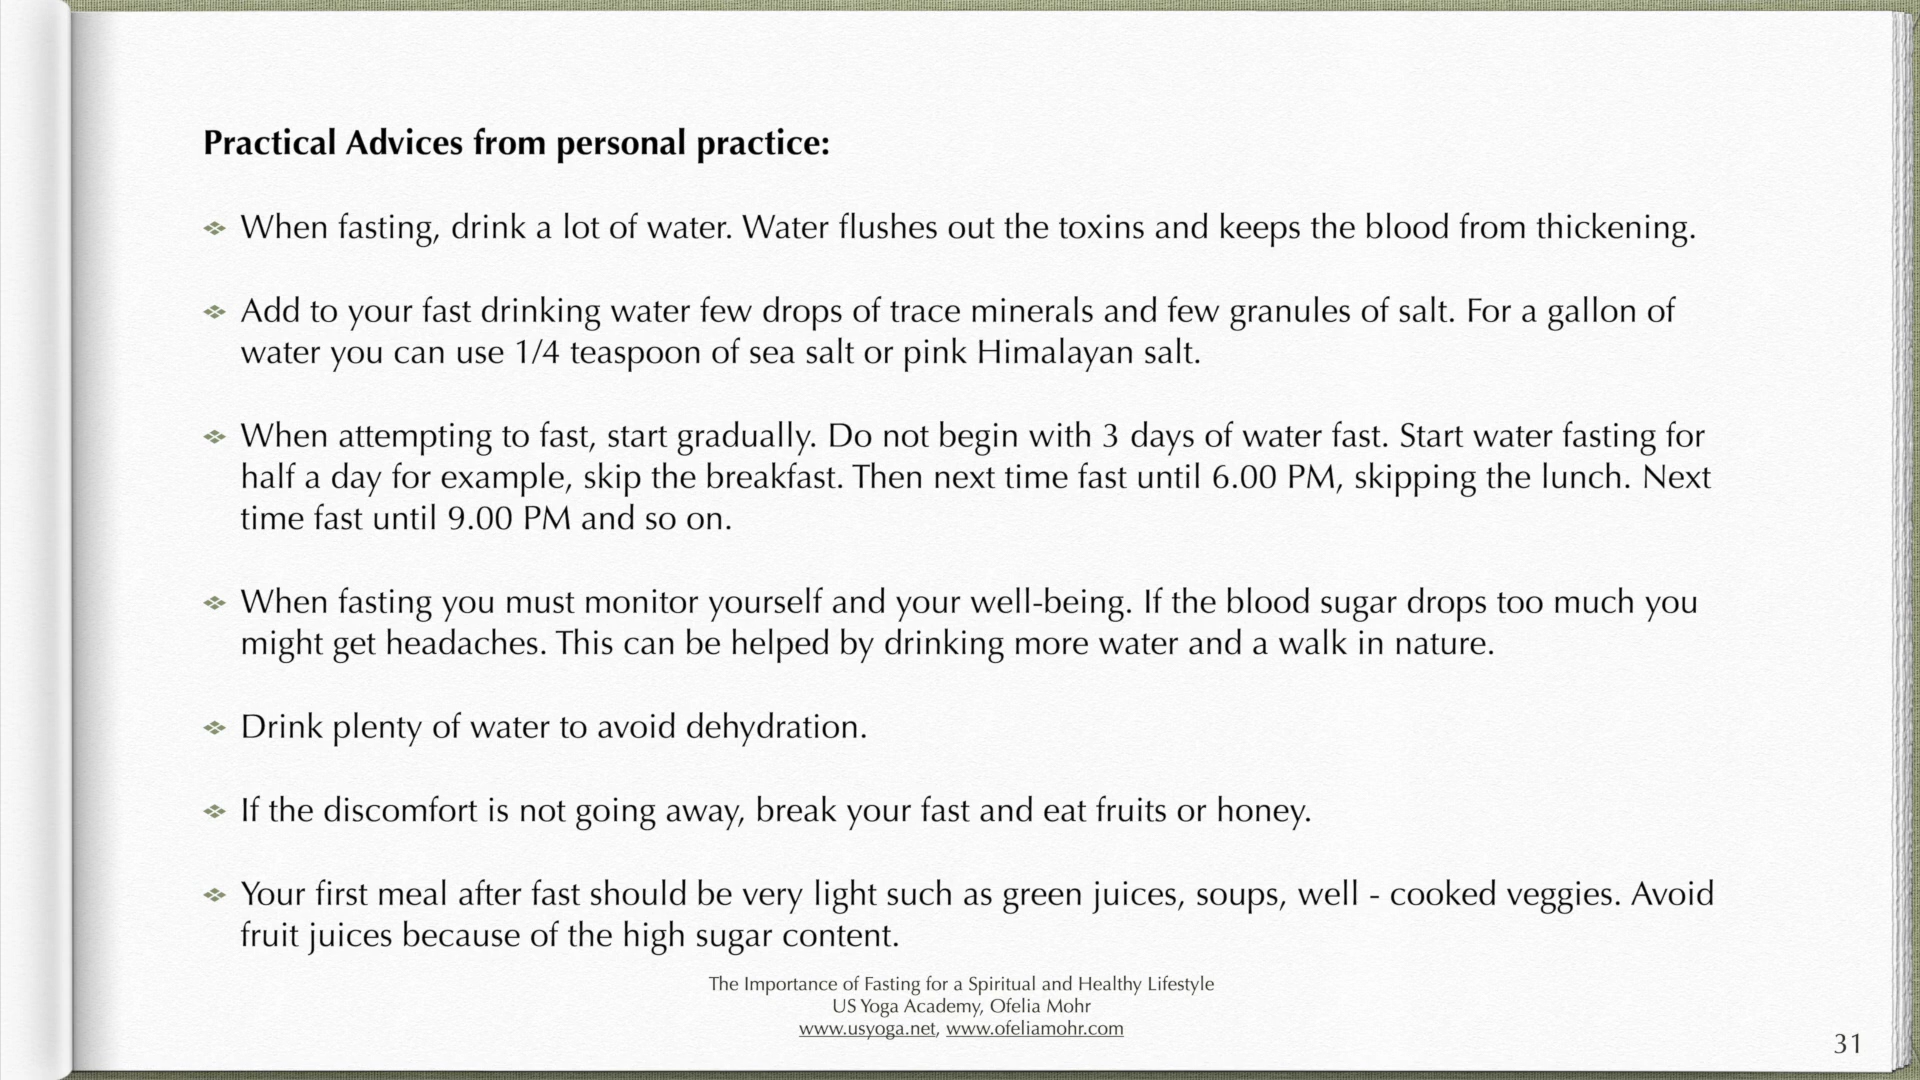 Practical Advices from personal practice:
When fasting, drink a lot of water. Water flushes out the toxins and keeps the blood from thickening.
Add to your fast drinking water few drops of trace minerals and few granules of salt. For a gallon of
water you can use 1/4 teaspoon of sea salt or pink Himalayan salt.
When attempting to fast, start gradually. Do not begin with 3 days of water fast. Start water fasting for
half a day for example, skip the breakfast. Then next time fast until 6.00 PM, skipping the lunch. Next
time fast until 9.00 PM and so on.
When fasting you must monitor yourself and your well-being. If the blood sugar drops too much you
might get headaches. This can be helped by drinking more water and a walk in nature.
Drink plenty of water to avoid dehydration.
If the discomfort is not going away, break your fast and eat fruits or honey.
Your first meal after fast should be very light such as green juices, soups, well - cooked veggies. Avoid
fruit juices because of the high sugar content.
The Importance of Fasting for a Spiritual and Healthy Lifestyle
US Yoga Academy, Ofelia Mohr
www.usyoga.net, www.ofeliamohr.com
31